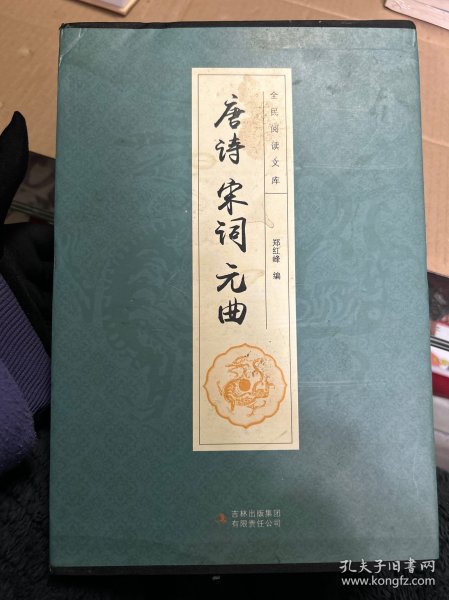 全民阅读文库
唐诗 宋词 元曲
郑红峰 编
吉林出版集团
有限责任公司
孔夫子旧书网
www.kongfz.com